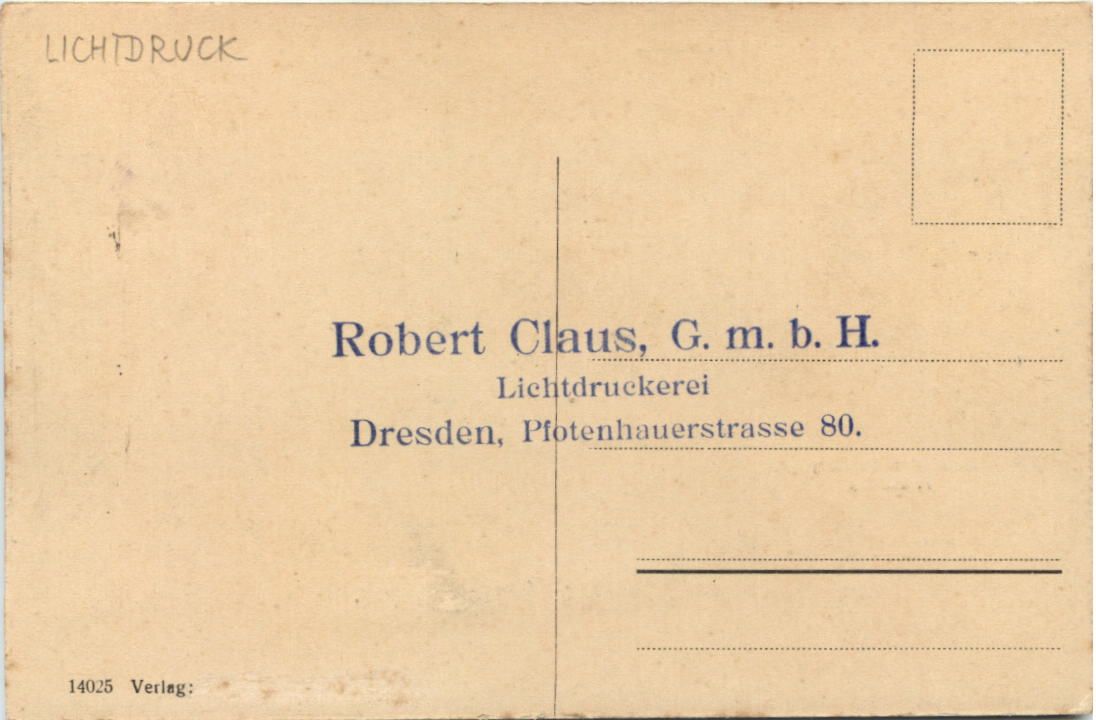 LICHTDRUCK
Robert Claus, G. m. b. H.
Lichtdruckerei
Dresden, Pfotenhauerstrasse 80.
14025 Verlag: